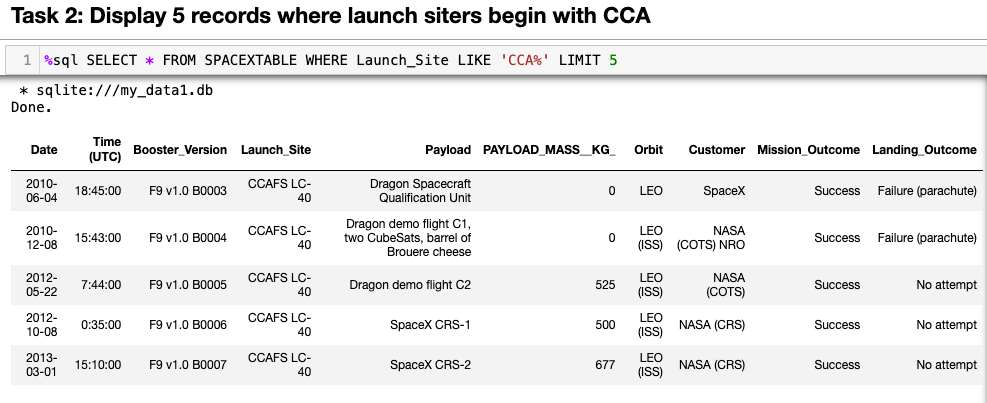 Task 2: Display 5 records where launch siters begin with CCA
1 %sql SELECT * FROM SPACEXTABLE WHERE Launch_Site LIKE 'CCA%' LIMIT 5
* sqlite:///my_data1.db
Done.
Date Time (UTC) Booster_Version Launch_Site Payload PAYLOAD_MASS__KG_ Orbit Customer Mission_Outcome Landing_Outcome
2010-06-04 18:45:00 F9 v1.0 B0003 CCAFS LC-40 Dragon Spacecraft Qualification Unit 0 LEO SpaceX Success Failure (parachute)
2010-12-08 15:43:00 F9 v1.0 B0004 CCAFS LC-40 Dragon demo flight C1, two CubeSats, barrel of Brouere cheese 0 LEO (ISS) NASA (COTS) NRO Success Failure (parachute)
2012-05-22 7:44:00 F9 v1.0 B0005 CCAFS LC-40 Dragon demo flight C2 525 LEO (ISS) NASA (COTS) Success No attempt
2012-10-08 0:35:00 F9 v1.0 B0006 CCAFS LC-40 SpaceX CRS-1 500 LEO (ISS) NASA (CRS) Success No attempt
2013-03-01 15:10:00 F9 v1.0 B0007 CCAFS LC-40 SpaceX CRS-2 677 LEO (ISS) NASA (CRS) Success No attempt